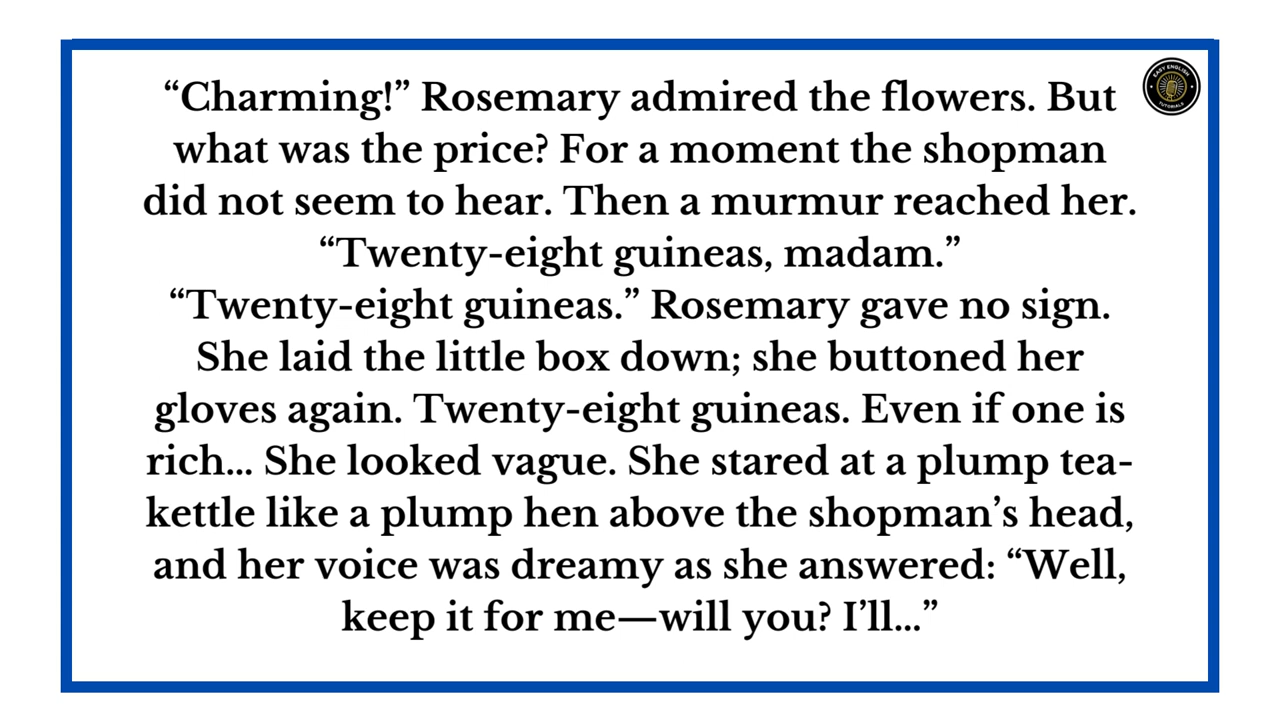 “Charming!” Rosemary admired the flowers. But
what was the price? For a moment the shopman
did not seem to hear. Then a murmur reached her.
“Twenty-eight guineas, madam.”
“Twenty-eight guineas.” Rosemary gave no sign.
She laid the little box down; she buttoned her
gloves again. Twenty-eight guineas. Even if one is
rich... She looked vague. She stared at a plump tea-
kettle like a plump hen above the shopman’s head,
and her voice was dreamy as she answered: “Well,
keep it for me—will you? I’ll...”
EASY ENGLISH
TUTORIALS